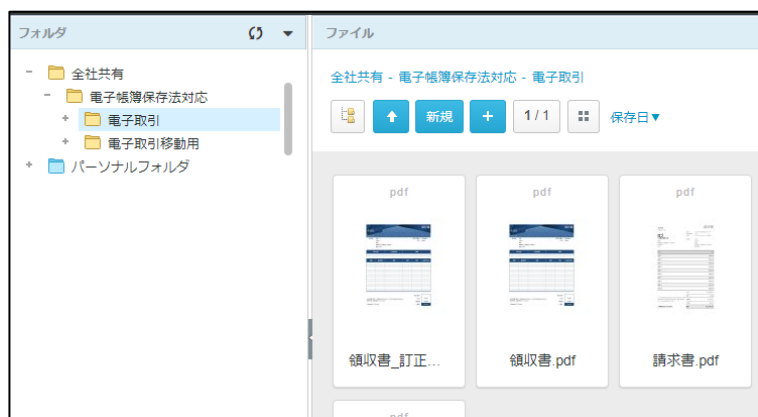 フォルダ
全社共有
電子帳簿保存法対応
電子取引
電子取引移動用
パーソナルフォルダ
ファイル
全社共有 - 電子帳簿保存法対応 - 電子取引
新規
1 / 1
保存日▼
pdf
pdf
pdf
領収書_訂正...
領収書.pdf
請求書.pdf
pdf